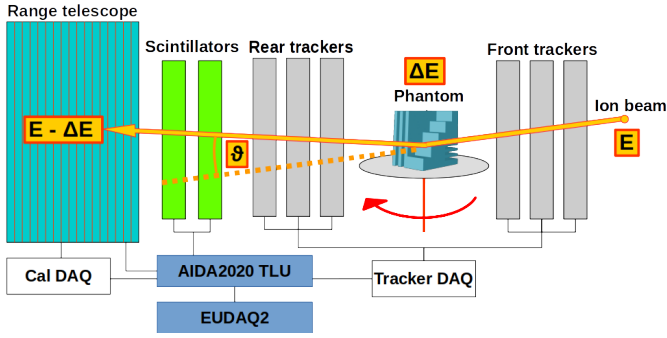 Range telescope
Scintillators
Rear trackers
ΔE
Front trackers
Phantom
Ion beam
E - ΔE
E
ϑ
Cal DAQ
AIDA2020 TLU
Tracker DAQ
EUDAQ2